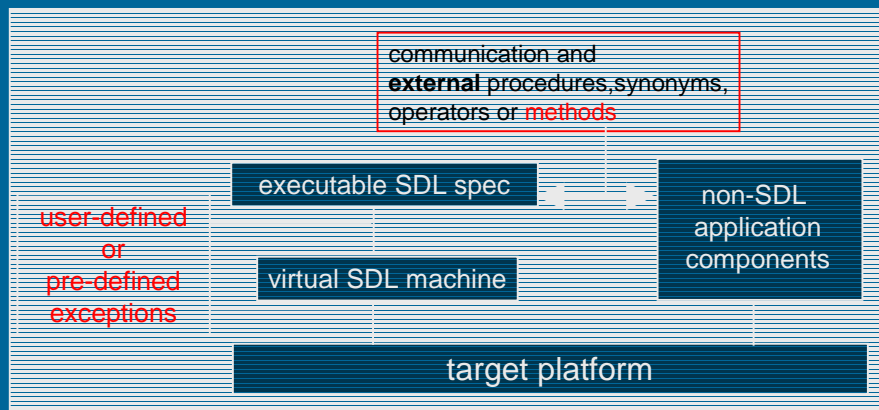 communication and
external procedures,synonyms,
operators or methods
executable SDL spec
non-SDL
application
components
user-defined
or
pre-defined
exceptions
virtual SDL machine
target platform